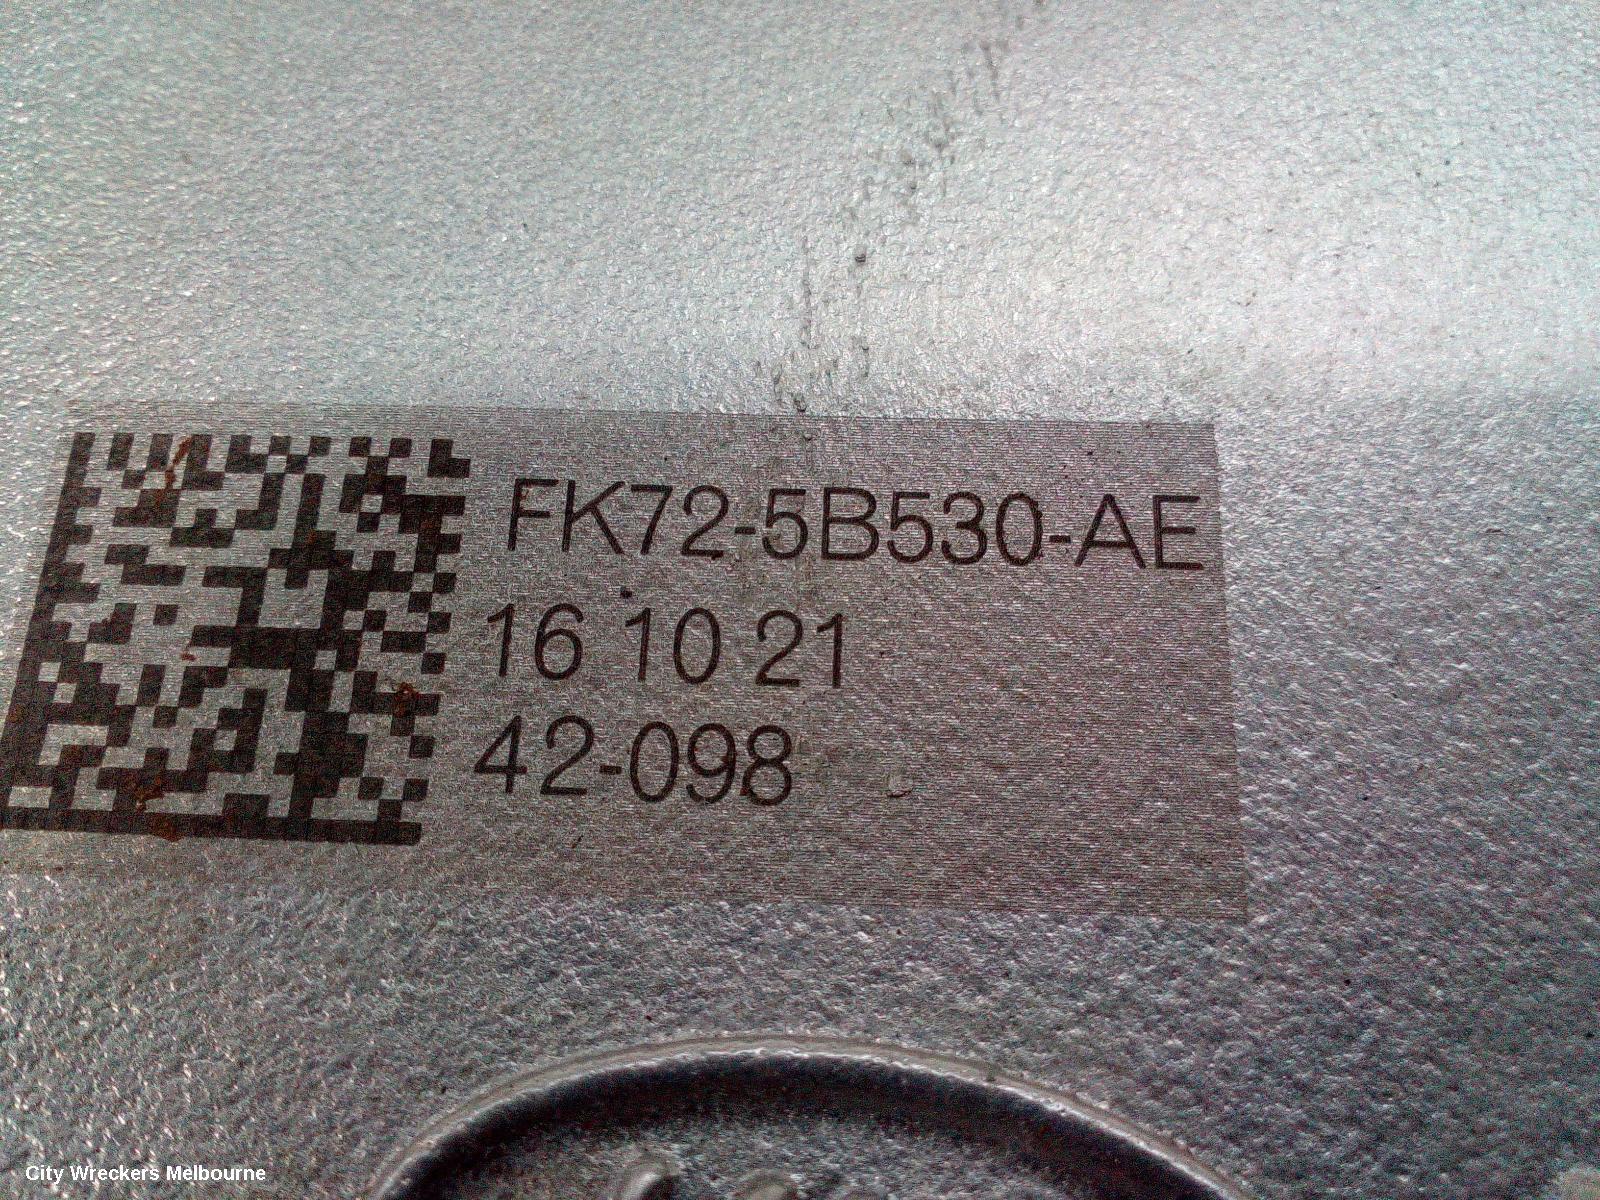 FK72-5B530-AE
16 10 21
42-098
City Wreckers Melbourne